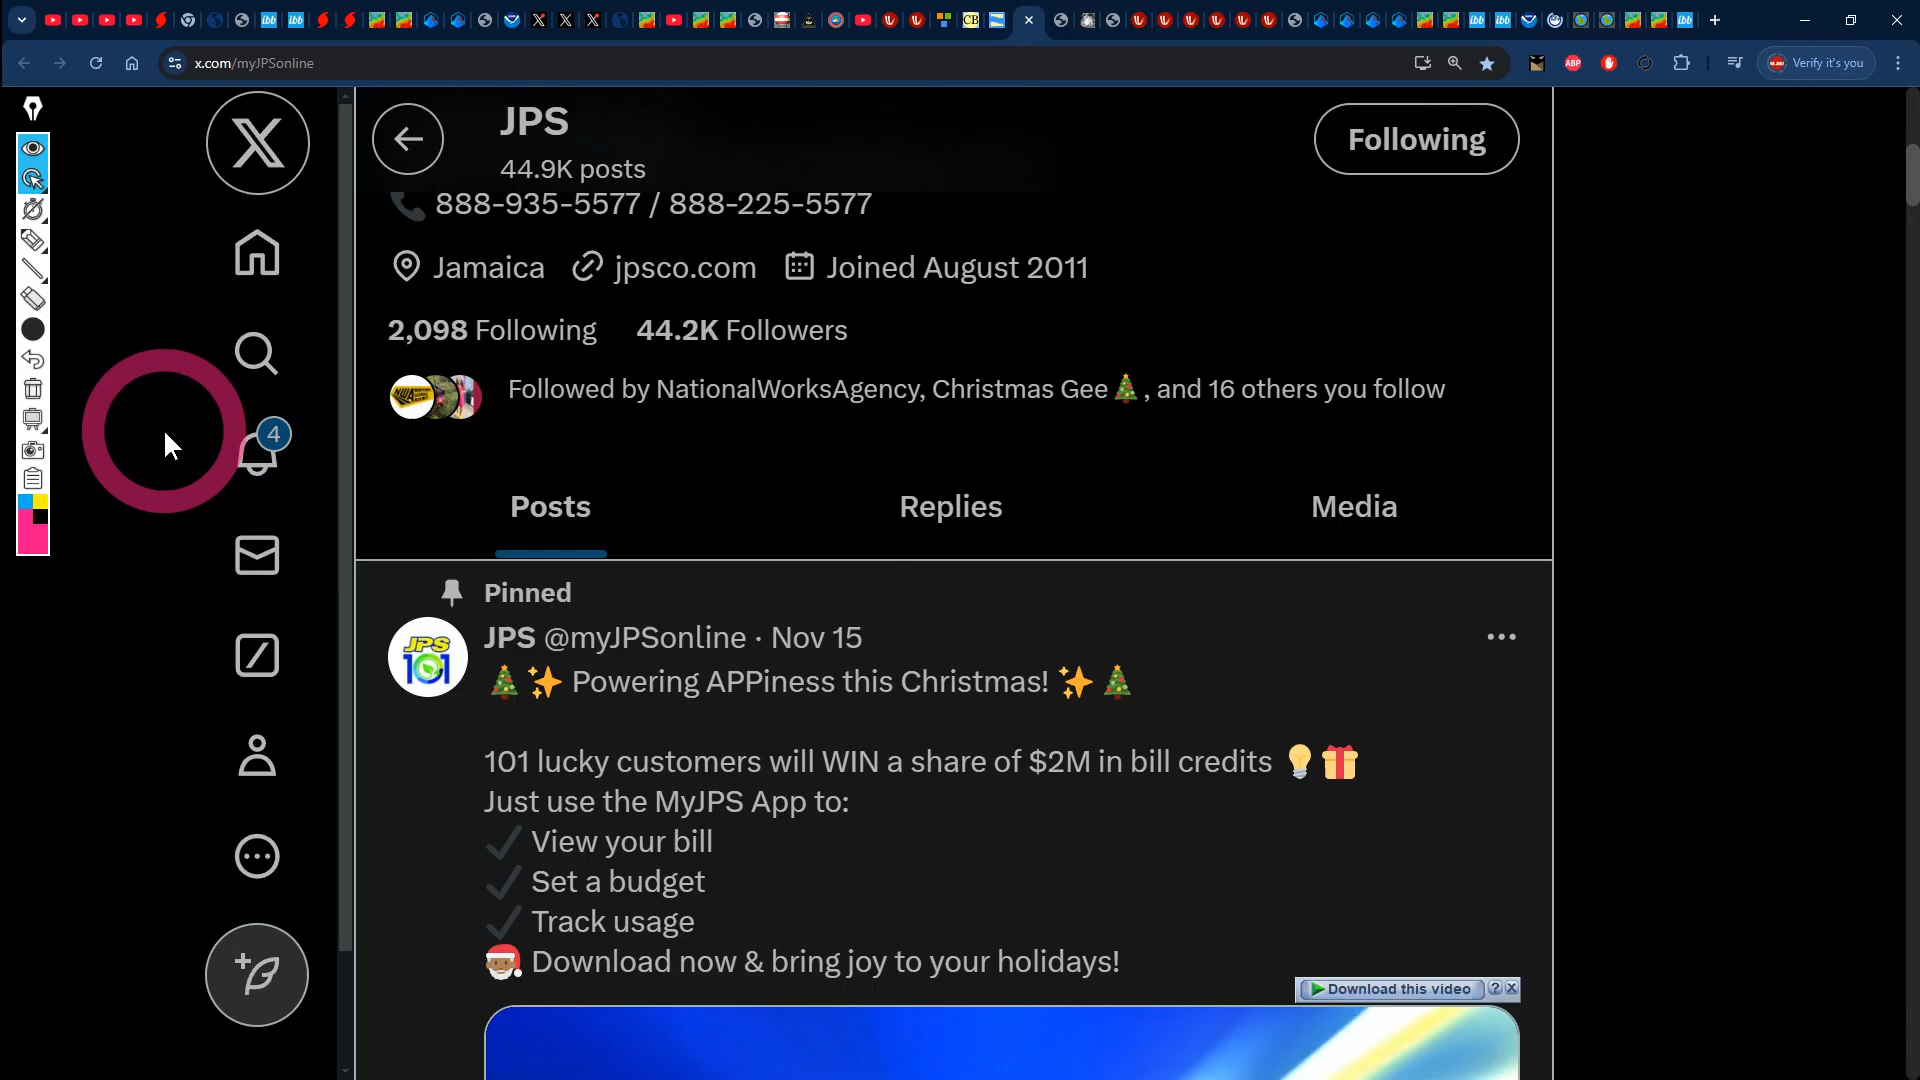 x.com/myJPSonline
Verify it's you
JPS
44.9K posts
Following
888-935-5577 / 888-225-5577
Jamaica jpsco.com Joined August 2011
2,098 Following 44.2K Followers
Followed by NationalWorksAgency, Christmas Gee🎄, and 16 others you follow
4
Posts Replies Media
Pinned
JPS @myJPSonline · Nov 15
🎄✨ Powering APPiness this Christmas! ✨🎄
101 lucky customers will WIN a share of $2M in bill credits 💡🎁
Just use the MyJPS App to:
✔ View your bill
✔ Set a budget
✔ Track usage
🎅🏽 Download now & bring joy to your holidays!
Download this video
JPS
101
ABP